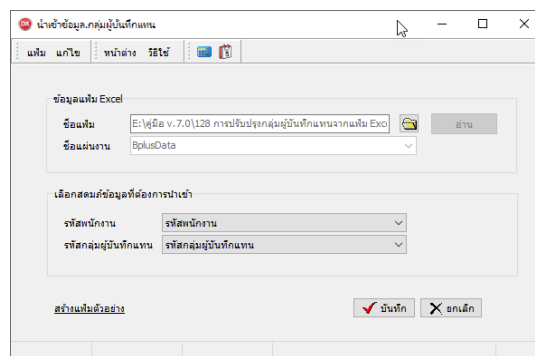 นำเข้าข้อมูล.กลุ่มผู้บันทึกแทน
แฟ้ม แก้ไข หน้าต่าง วิธีใช้
ข้อมูลแฟ้ม Excel
ชื่อแฟ้ม E:\คู่มือ v.7.0\128 การปรับปรุงกลุ่มผู้บันทึกแทนจากแฟ้ม Exc อ่าน
ชื่อแผ่นงาน BplusData
เลือกสดมภ์ข้อมูลที่ต้องการนำเข้า
รหัสพนักงาน รหัสพนักงาน
รหัสกลุ่มผู้บันทึกแทน รหัสกลุ่มผู้บันทึกแทน
สร้างแฟ้มตัวอย่าง บันทึก ยกเลิก